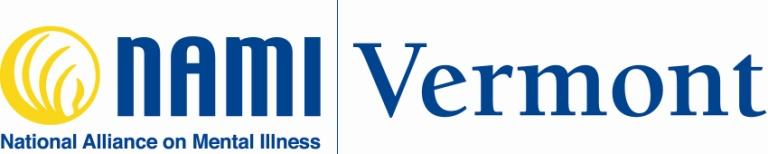 NAMI
National Alliance on Mental Illness
Vermont